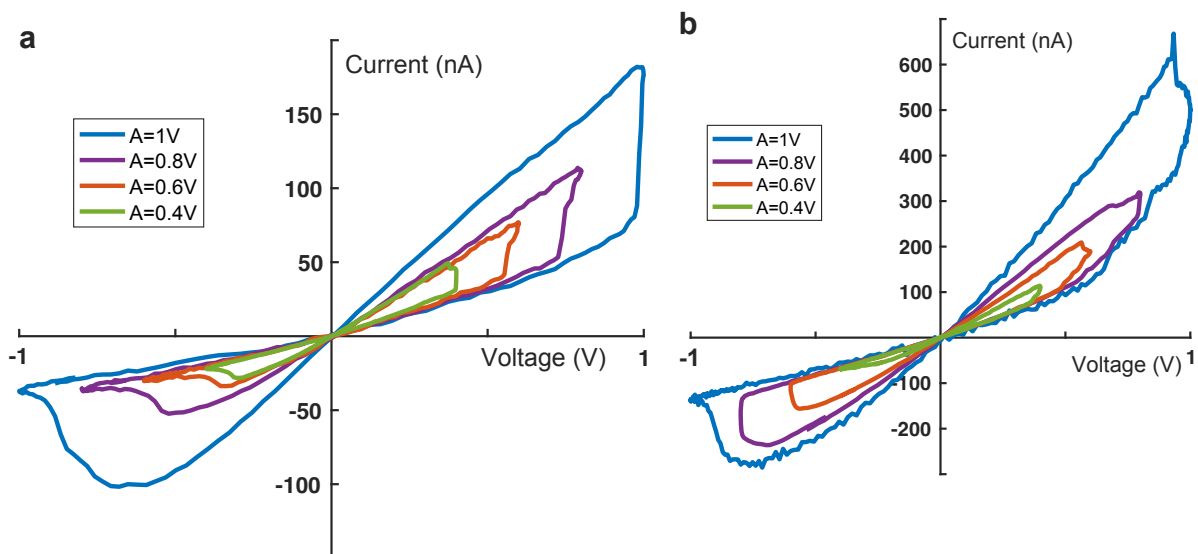 a
Current (nA)
A=1V
A=0.8V
A=0.6V
A=0.4V
150
100
50
-1
Voltage (V)
1
-50
-100
b
Current (nA)
A=1V
A=0.8V
A=0.6V
A=0.4V
600
500
400
300
200
100
-1
1
Voltage (V)
-100
-200